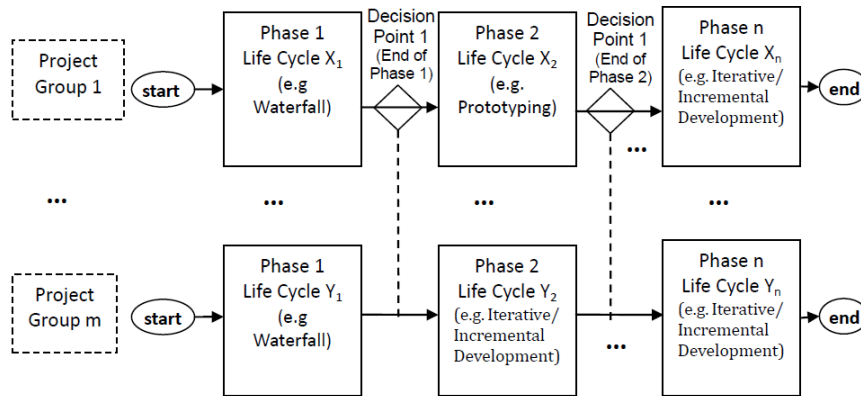 Project
Group 1
start
Phase 1
Life Cycle X1
(e.g
Waterfall)
Decision
Point 1
(End of
Phase 1)
Phase 2
Life Cycle X2
(e.g.
Prototyping)
Decision
Point 1
(End of
Phase 2)
...
Phase n
Life Cycle Xn
(e.g. Iterative/
Incremental
Development)
end
...
...
...
...
Project
Group m
start
Phase 1
Life Cycle Y1
(e.g
Waterfall)
Phase 2
Life Cycle Y2
(e.g. Iterative/
Incremental
Development)
...
Phase n
Life Cycle Yn
(e.g. Iterative/
Incremental
Development)
end